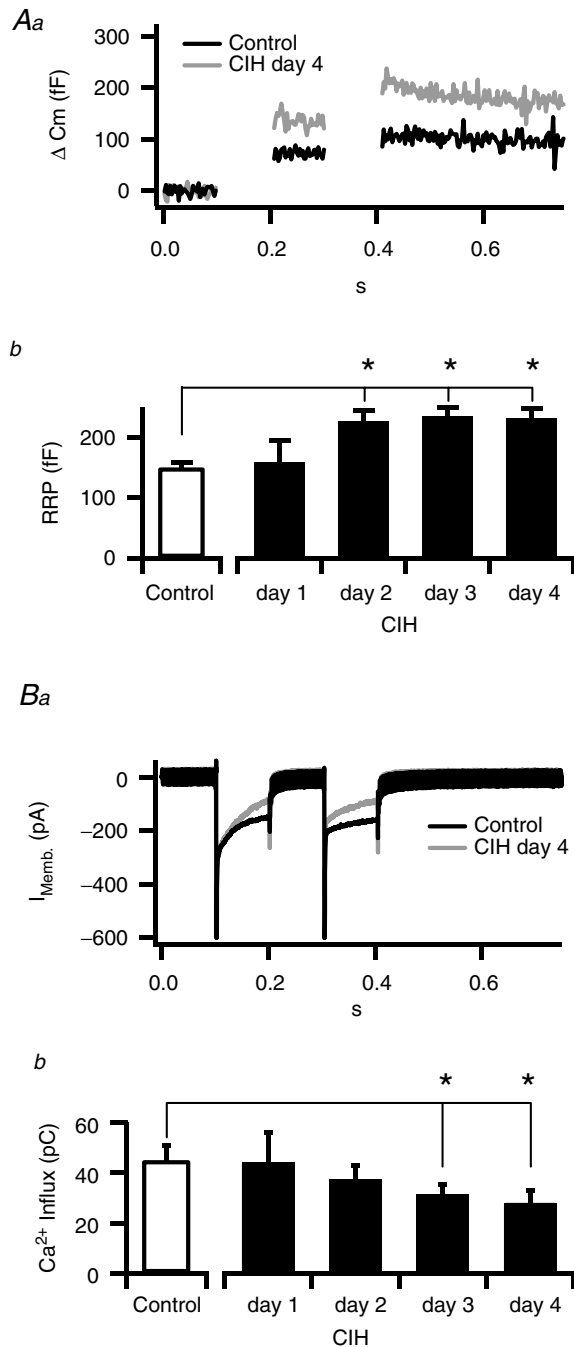 Aa
300
200
100
0
Δ Cm (fF)
Control
CIH day 4
0.0 0.2 0.4 0.6
s
b
* * *
200
100
0
RRP (fF)
Control day 1 day 2 day 3 day 4
CIH
Ba
0
−200
−400
−600
I Memb. (pA)
Control
CIH day 4
0.0 0.2 0.4 0.6
s
b
* *
60
40
20
0
Ca2+ Influx (pC)
Control day 1 day 2 day 3 day 4
CIH